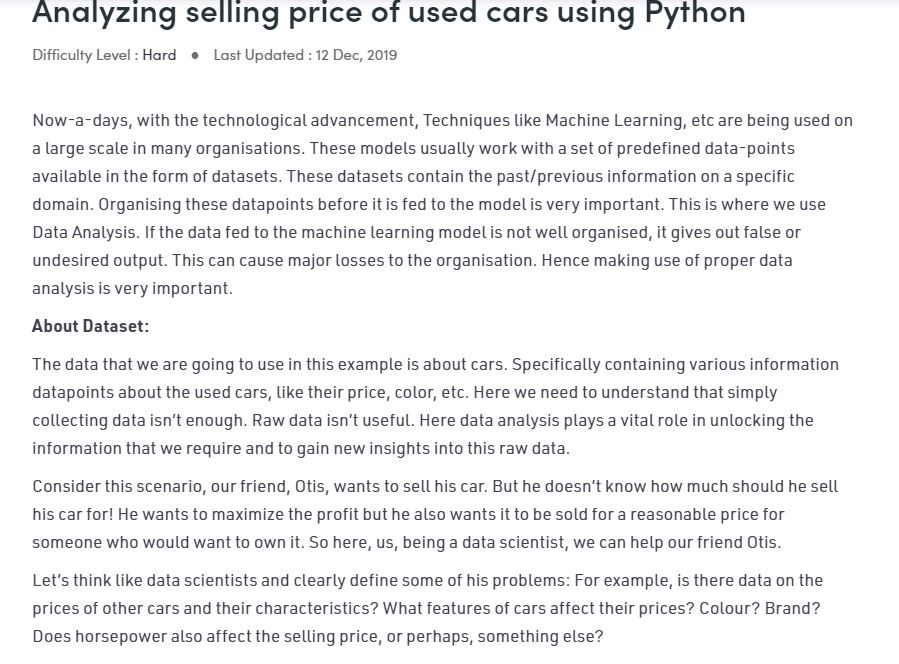 Analyzing selling price of used cars using Python
Difficulty Level : Hard ● Last Updated : 12 Dec, 2019
Now-a-days, with the technological advancement, Techniques like Machine Learning, etc are being used on
a large scale in many organisations. These models usually work with a set of predefined data-points
available in the form of datasets. These datasets contain the past/previous information on a specific
domain. Organising these datapoints before it is fed to the model is very important. This is where we use
Data Analysis. If the data fed to the machine learning model is not well organised, it gives out false or
undesired output. This can cause major losses to the organisation. Hence making use of proper data
analysis is very important.
About Dataset:
The data that we are going to use in this example is about cars. Specifically containing various information
datapoints about the used cars, like their price, color, etc. Here we need to understand that simply
collecting data isn’t enough. Raw data isn’t useful. Here data analysis plays a vital role in unlocking the
information that we require and to gain new insights into this raw data.
Consider this scenario, our friend, Otis, wants to sell his car. But he doesn’t know how much should he sell
his car for! He wants to maximize the profit but he also wants it to be sold for a reasonable price for
someone who would want to own it. So here, us, being a data scientist, we can help our friend Otis.
Let’s think like data scientists and clearly define some of his problems: For example, is there data on the
prices of other cars and their characteristics? What features of cars affect their prices? Colour? Brand?
Does horsepower also affect the selling price, or perhaps, something else?